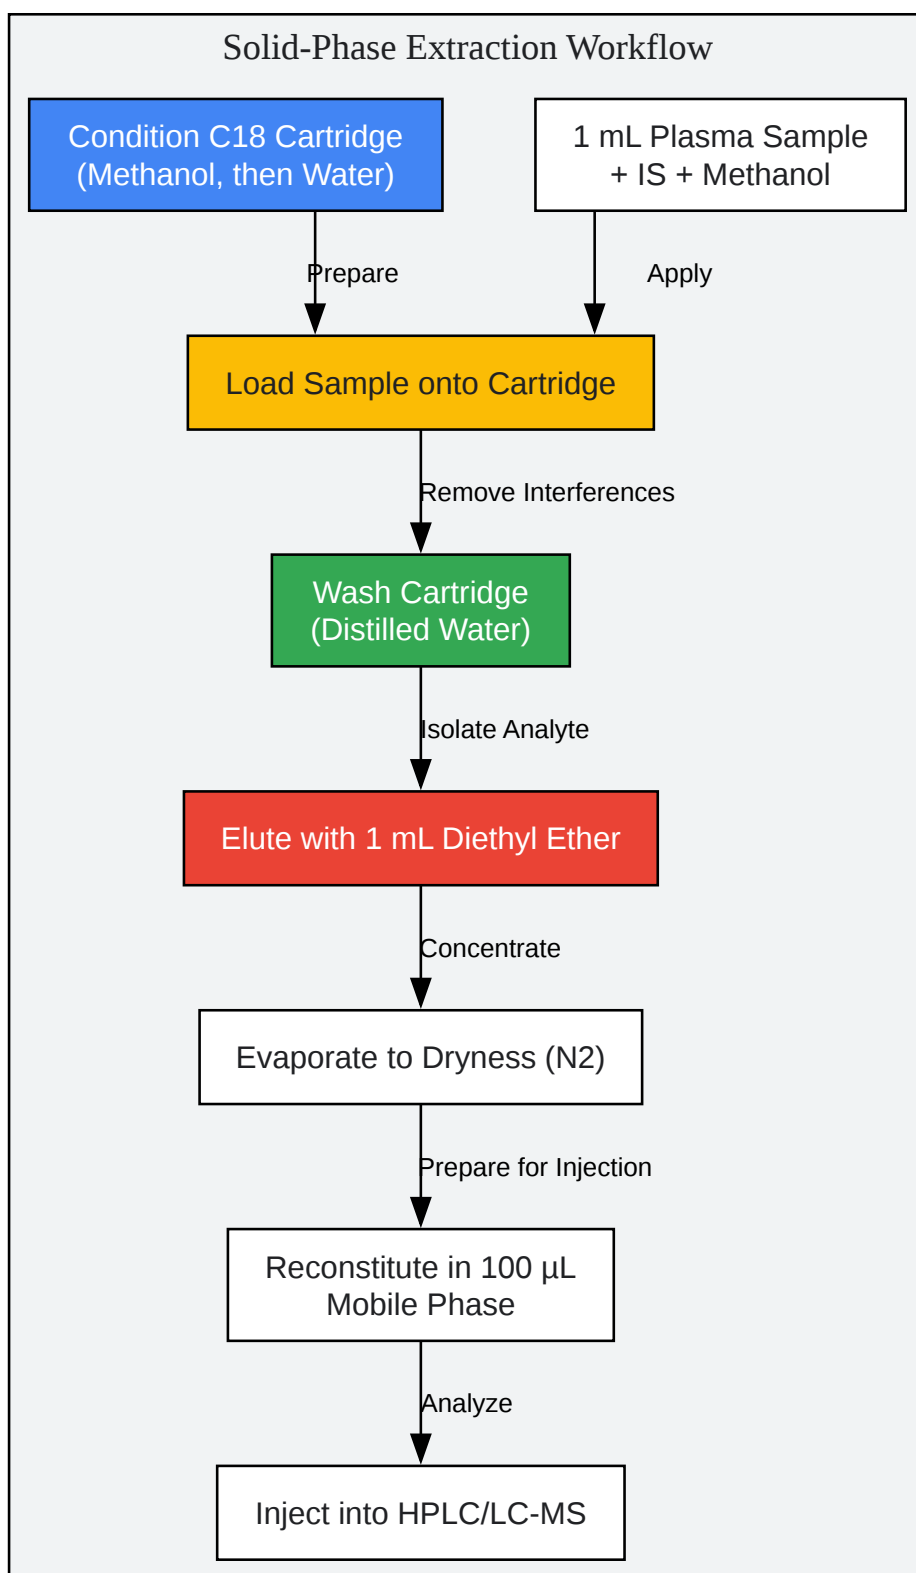 Solid-Phase Extraction Workflow
Condition C18 Cartridge
(Methanol, then Water)
1 mL Plasma Sample
+ IS + Methanol
Prepare
Apply
Load Sample onto Cartridge
Remove Interferences
Wash Cartridge
(Distilled Water)
Isolate Analyte
Elute with 1 mL Diethyl Ether
Concentrate
Evaporate to Dryness (N2)
Prepare for Injection
Reconstitute in 100 µL
Mobile Phase
Analyze
Inject into HPLC/LC-MS